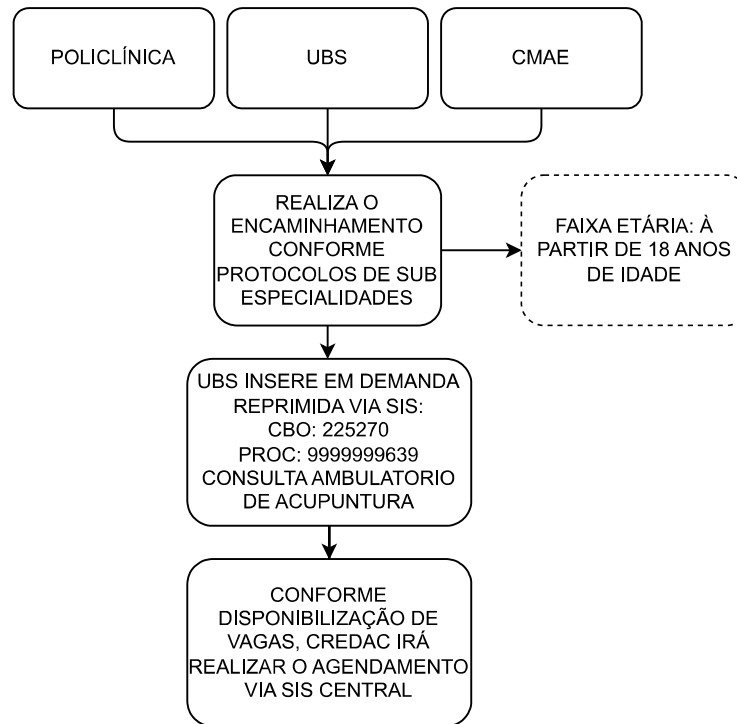 POLICLÍNICA
UBS
CMAE
REALIZA O
ENCAMINHAMENTO
CONFORME
PROTOCOLOS DE SUB
ESPECIALIDADES
FAIXA ETÁRIA: À
PARTIR DE 18 ANOS
DE IDADE
UBS INSERE EM DEMANDA
REPRIMIDA VIA SIS:
CBO: 225270
PROC: 9999999639
CONSULTA AMBULATORIO
DE ACUPUNTURA
CONFORME
DISPONIBILIZAÇÃO DE
VAGAS, CREDAC IRÁ
REALIZAR O AGENDAMENTO
VIA SIS CENTRAL